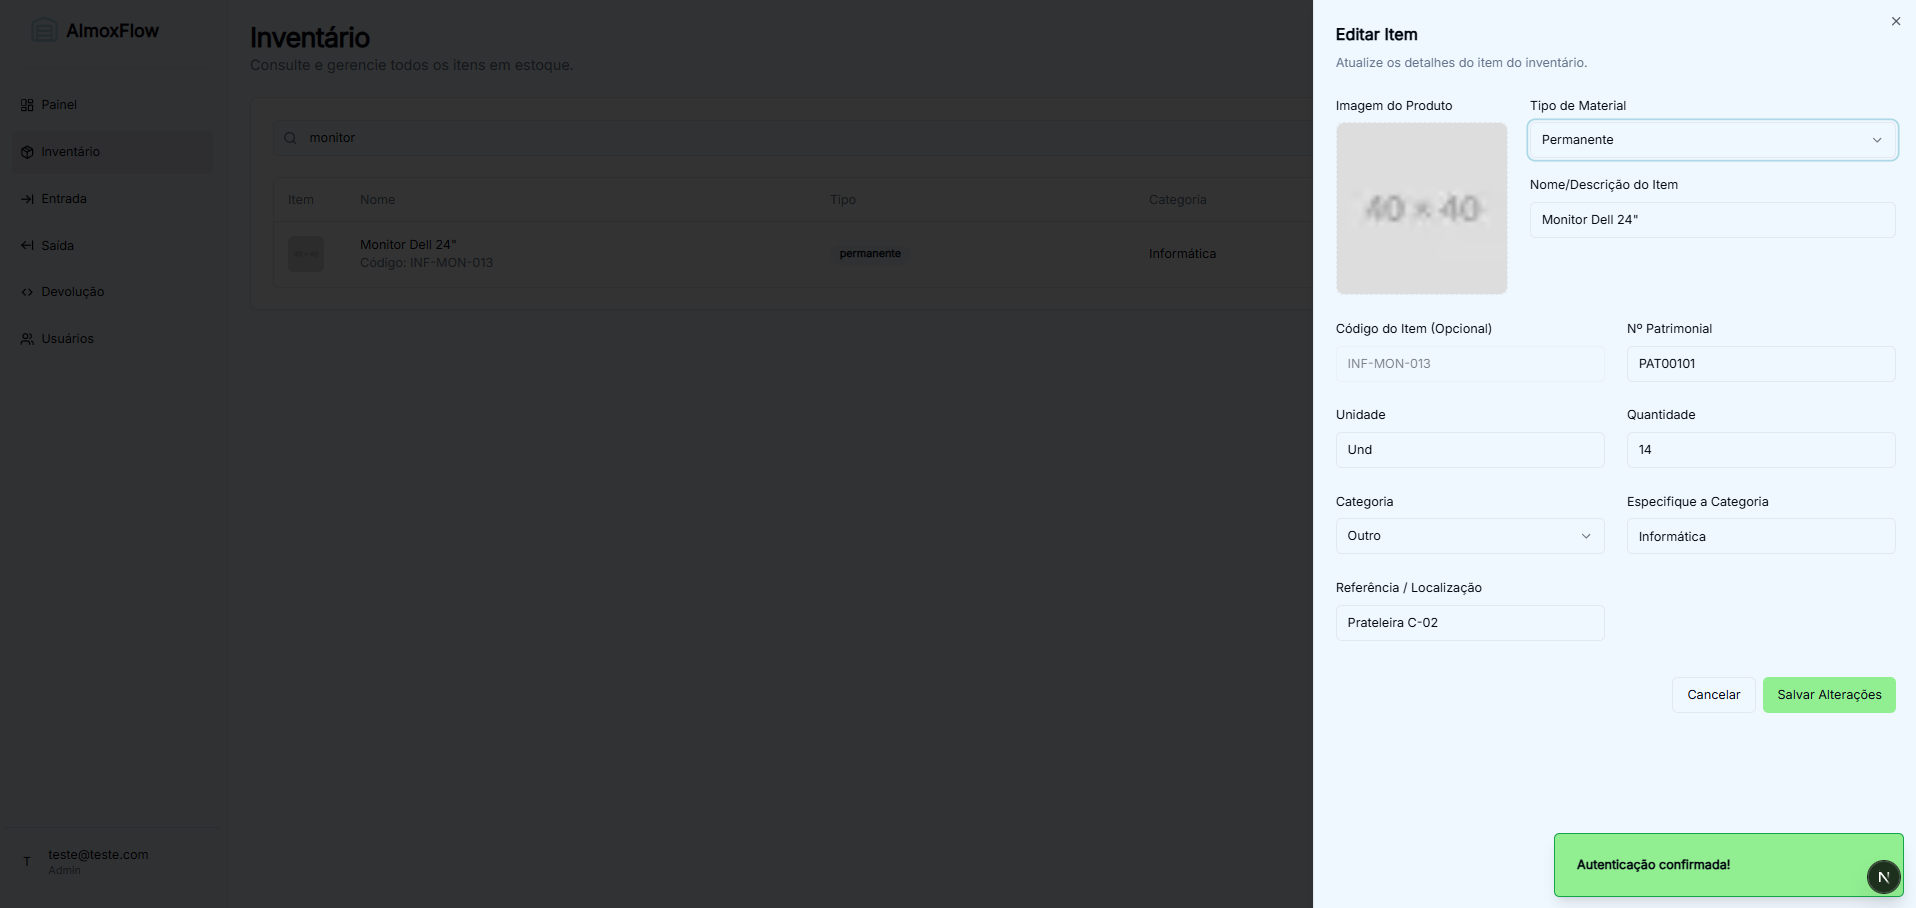 AlmoxFlow
Painel
Inventário
Entrada
Saída
Devolução
Usuários
T
teste@teste.com
Admin
Inventário
Consulte e gerencie todos os itens em estoque.
monitor
Item Nome Tipo Categoria
40 × 40
Monitor Dell 24"
Código: INF-MON-013
permanente
Informática
Editar Item
Atualize os detalhes do item do inventário.
Imagem do Produto
40 × 40
Tipo de Material
Permanente
Nome/Descrição do Item
Monitor Dell 24"
Código do Item (Opcional)
INF-MON-013
Nº Patrimonial
PAT00101
Unidade
Und
Quantidade
14
Categoria
Outro
Especifique a Categoria
Informática
Referência / Localização
Prateleira C-02
Cancelar
Salvar Alterações
Autenticação confirmada!
N